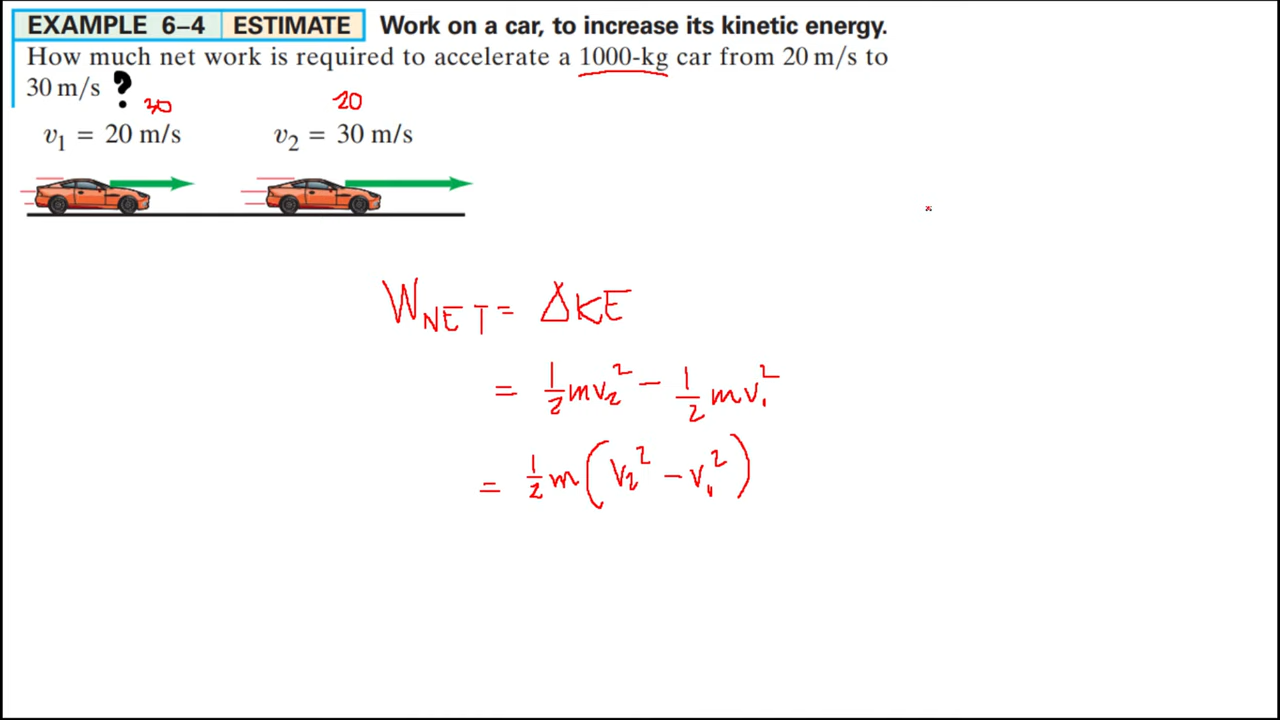 EXAMPLE 6–4 ESTIMATE Work on a car, to increase its kinetic energy.
How much net work is required to accelerate a 1000-kg car from 20 m/s to
30 m/s ?
30 20
v₁ = 20 m/s v₂ = 30 m/s
W_NET = ΔKE
= ½mv₂² − ½mv₁²
= ½m(v₂² − v₁²)